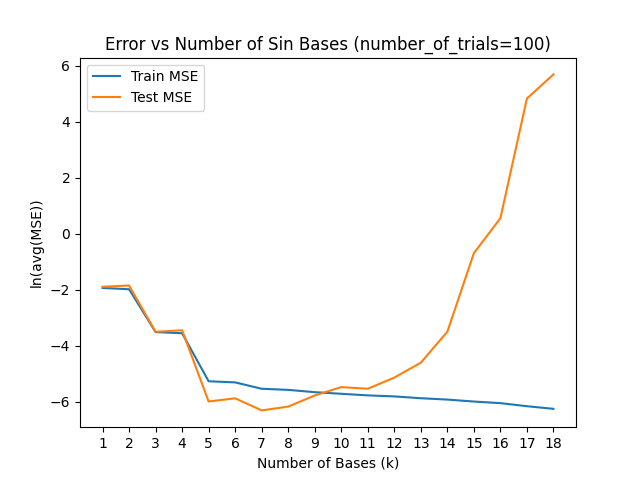 Error vs Number of Sin Bases (number_of_trials=100)
Train MSE
Test MSE
ln(avg(MSE))
6
4
2
0
−2
−4
−6
1 2 3 4 5 6 7 8 9 10 11 12 13 14 15 16 17 18
Number of Bases (k)